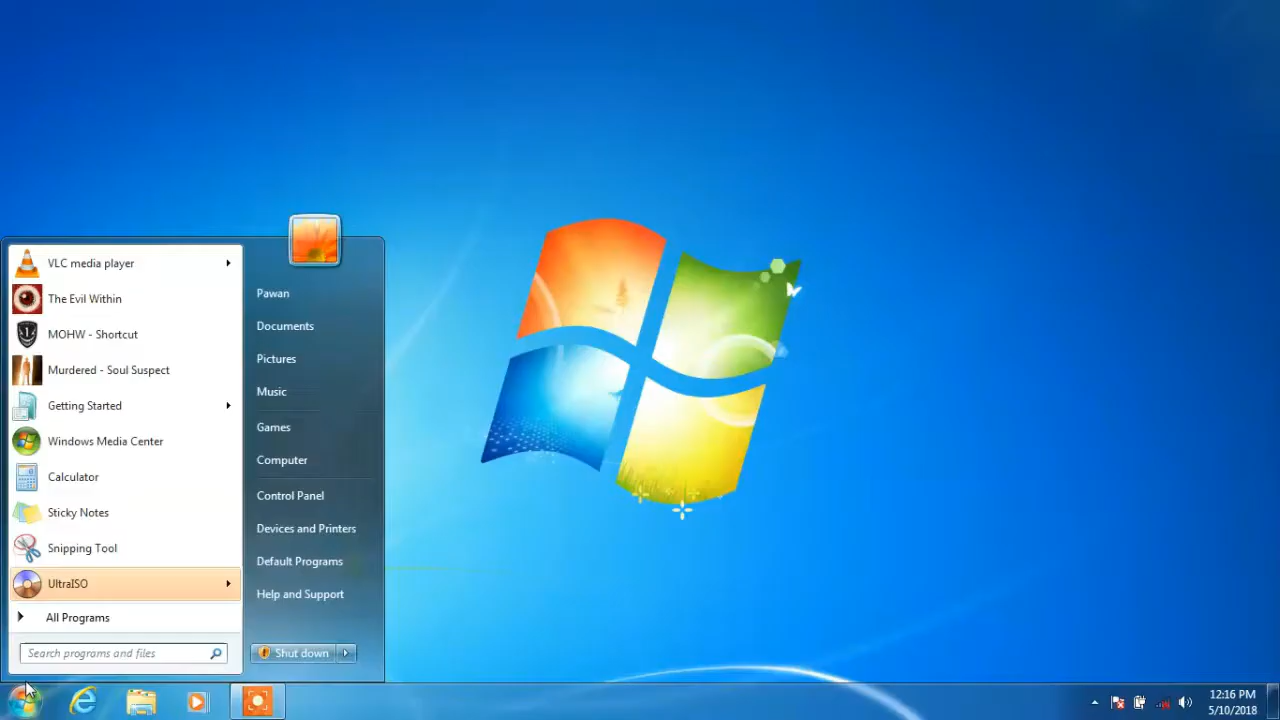 VLC media player
The Evil Within
MOHW - Shortcut
Murdered - Soul Suspect
Getting Started
Windows Media Center
Calculator
Sticky Notes
Snipping Tool
UltraISO
All Programs
Search programs and files
Pawan
Documents
Pictures
Music
Games
Computer
Control Panel
Devices and Printers
Default Programs
Help and Support
Shut down
12:16 PM
5/10/2018